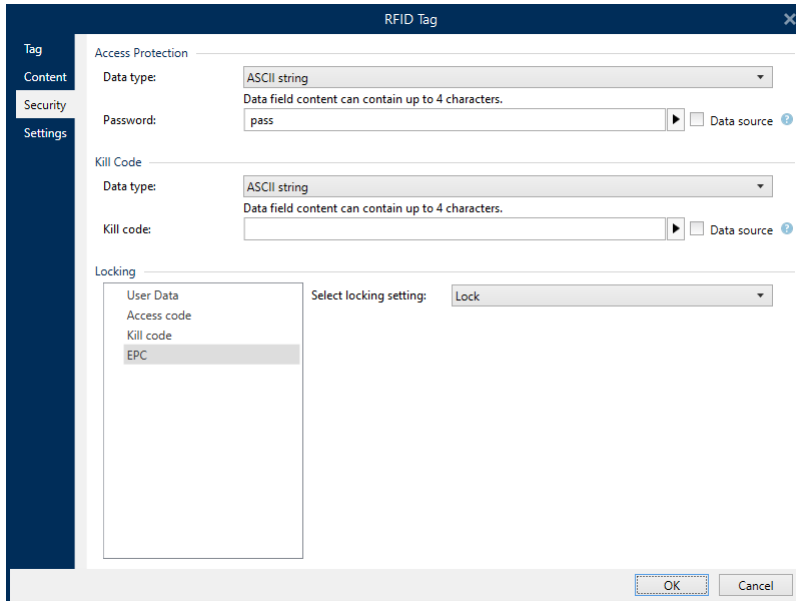 RFID Tag
Tag
Content
Security
Settings
Access Protection
Data type: ASCII string
Data field content can contain up to 4 characters.
Password: pass Data source ?
Kill Code
Data type: ASCII string
Data field content can contain up to 4 characters.
Kill code: Data source ?
Locking
User Data Select locking setting: Lock
Access code
Kill code
EPC
OK Cancel